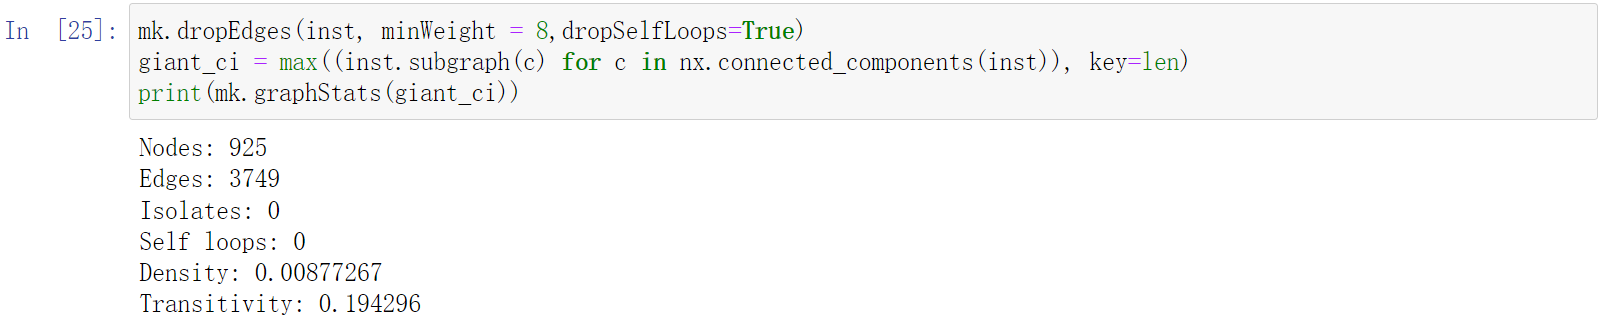 In [25]: mk.dropEdges(inst, minWeight = 8,dropSelfLoops=True)
giant_ci = max((inst.subgraph(c) for c in nx.connected_components(inst)), key=len)
print(mk.graphStats(giant_ci))
Nodes: 925
Edges: 3749
Isolates: 0
Self loops: 0
Density: 0.00877267
Transitivity: 0.194296